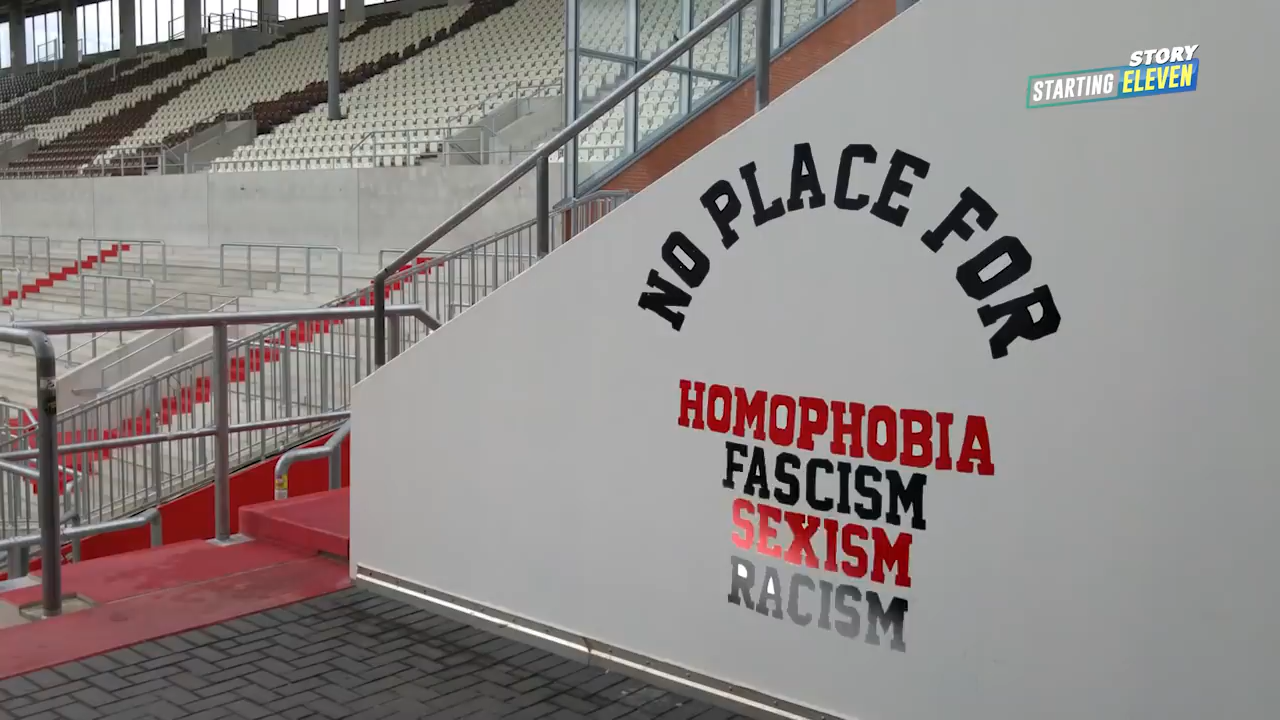 STORY
STARTING ELEVEN
NO PLACE FOR
HOMOPHOBIA
FASCISM
SEXISM
RACISM